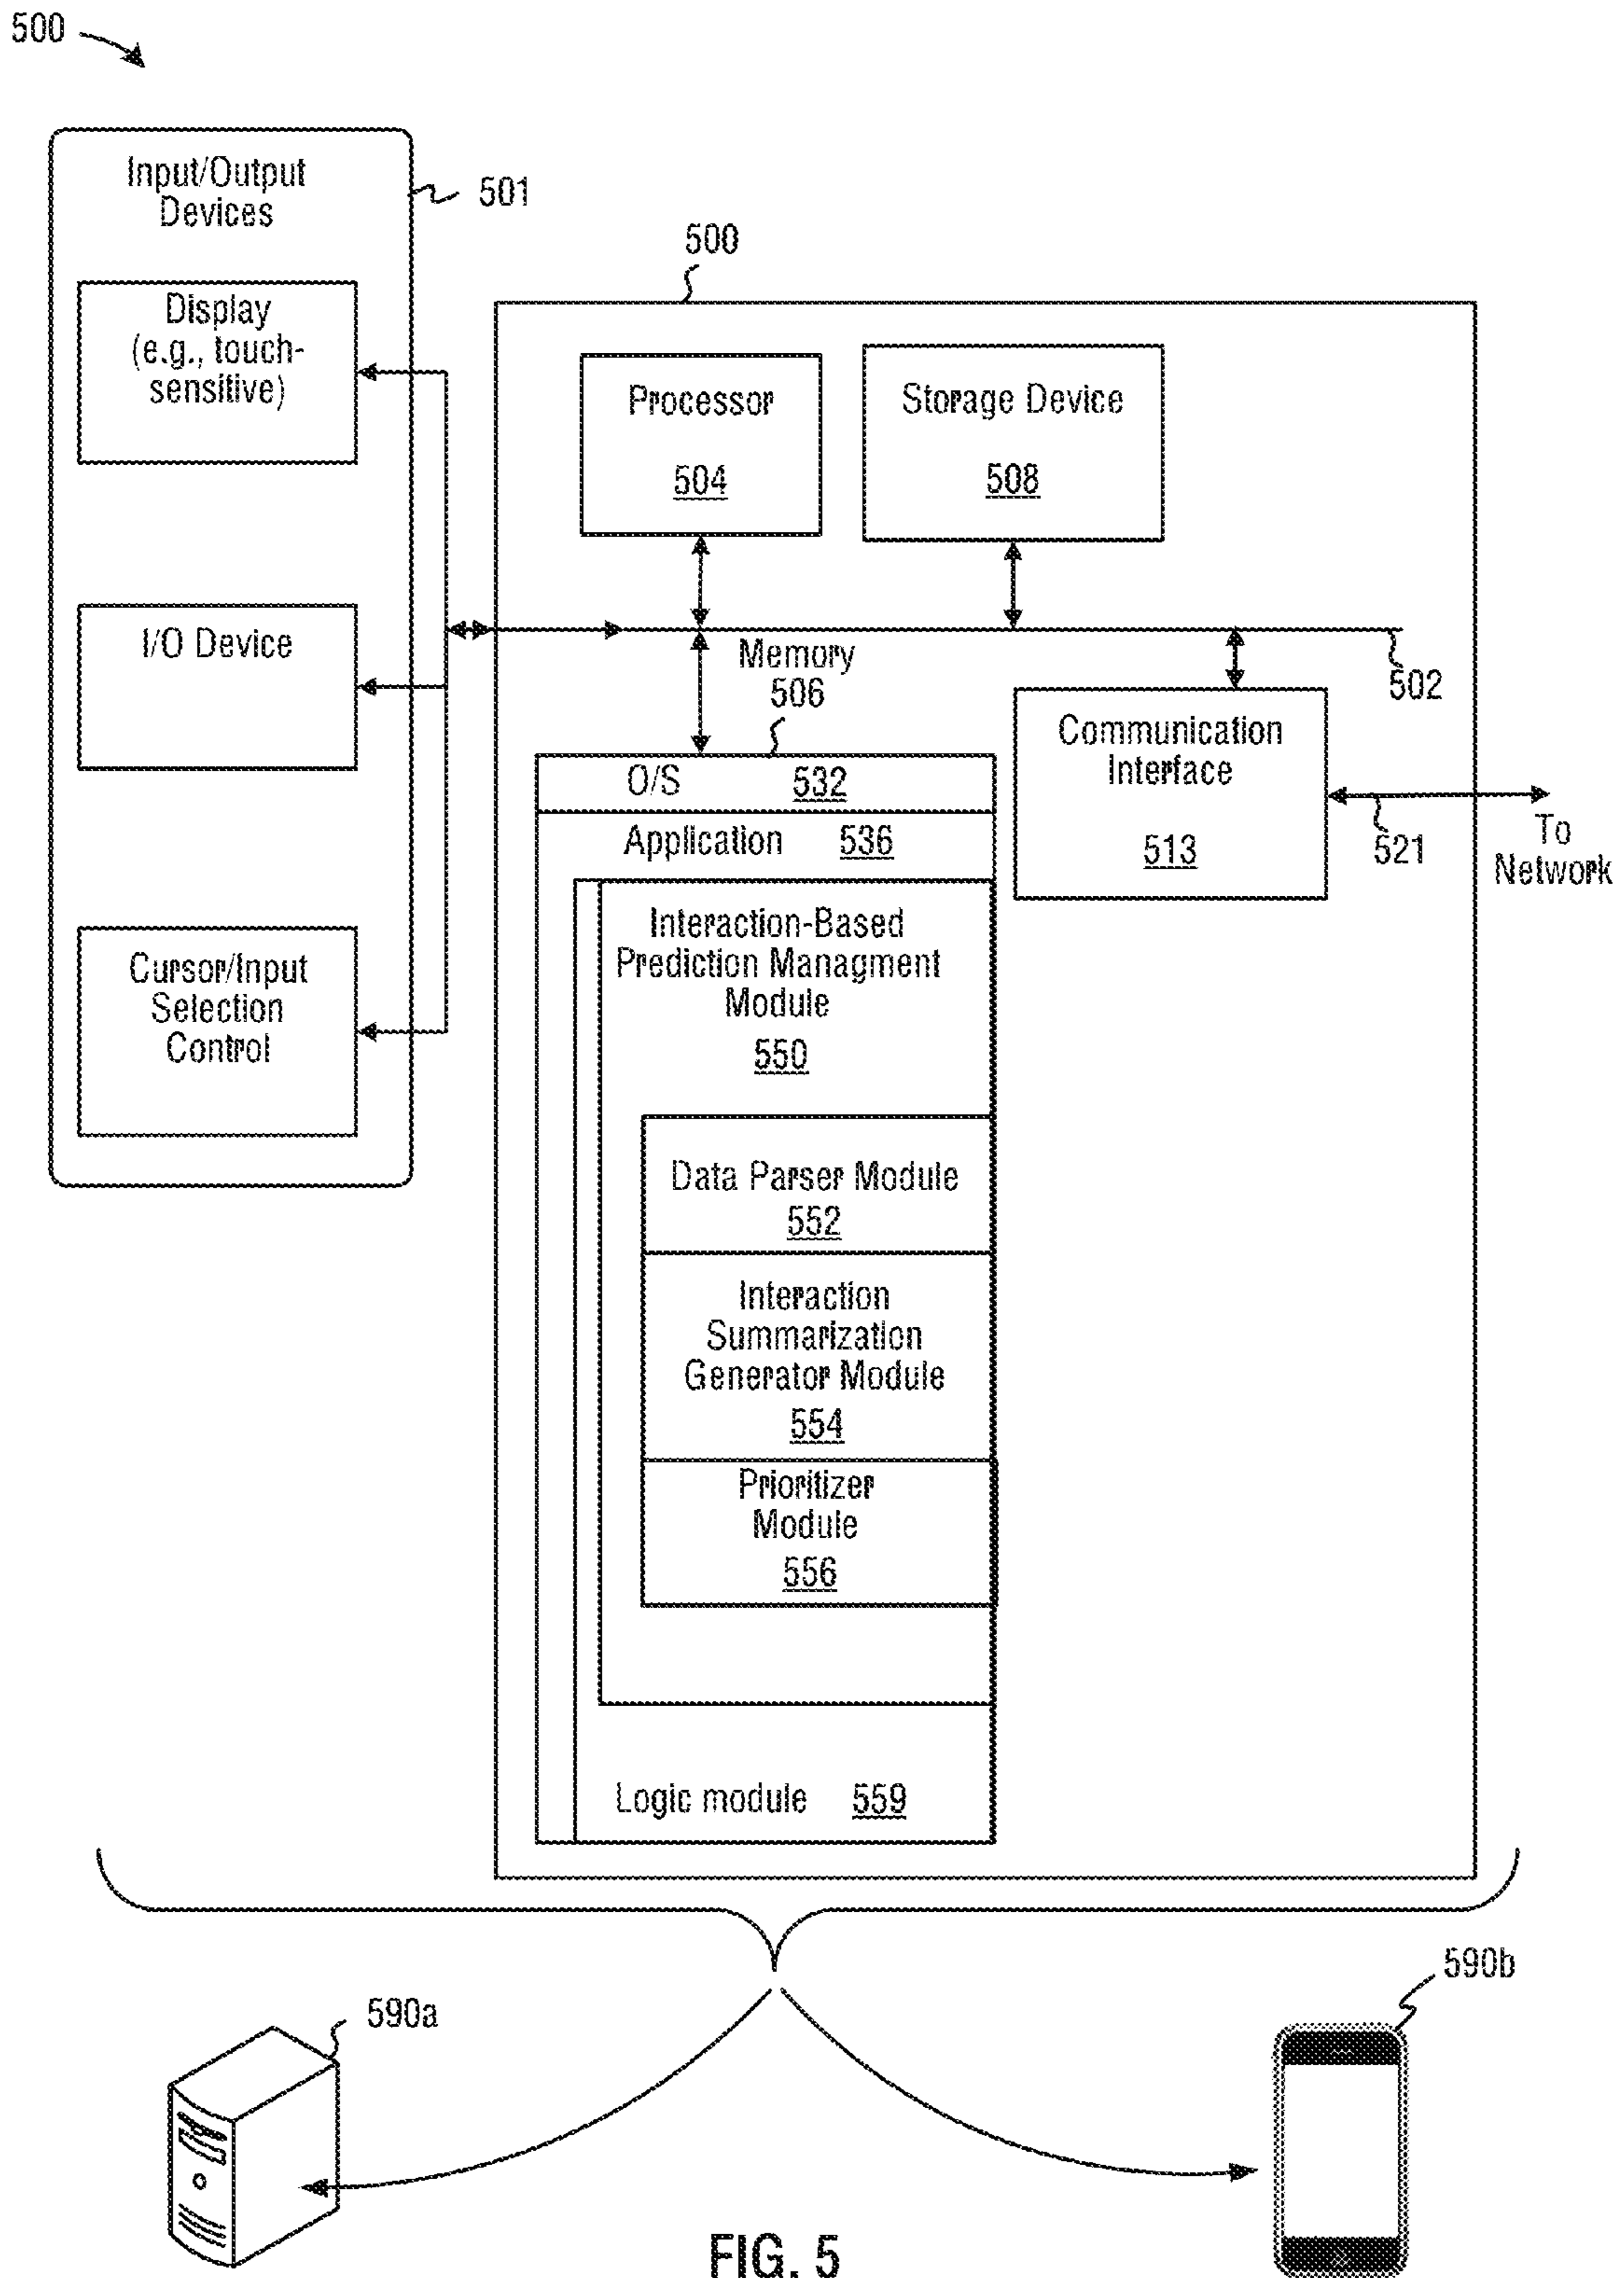 500
Input/Output
Devices
501
Display
(e.g., touch-
sensitive)
I/O Device
Cursor/Input
Selection
Control
500
Processor
504
Storage Device
508
Memory
506
502
O/S 532
Application 536
Communication
Interface
513
521
To
Network
Interaction-Based
Prediction Managment
Module
550
Data Parser Module
552
Interaction
Summarization
Generator Module
554
Prioritizer
Module
556
Logic module 559
590a
590b
FIG. 5